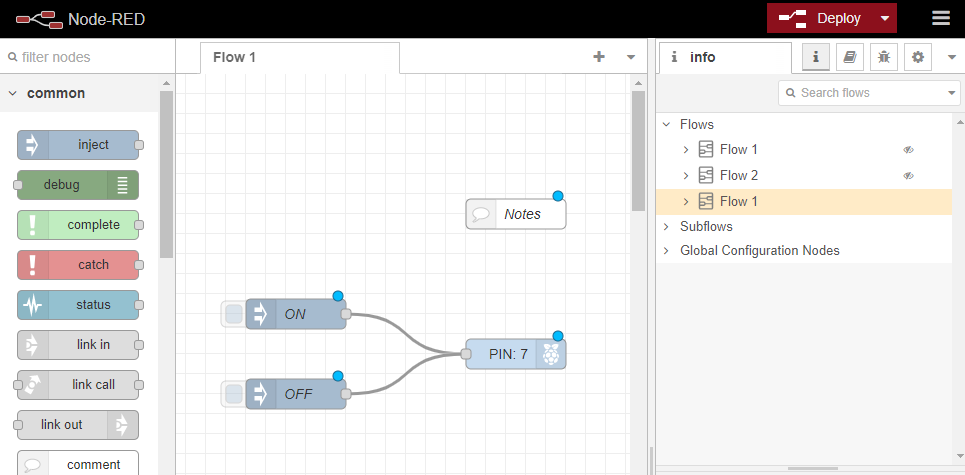 Node-RED
Deploy
filter nodes
Flow 1
info
common
Search flows
inject
debug
complete
catch
status
link in
link call
link out
comment
Notes
ON
OFF
PIN: 7
Flows
Flow 1
Flow 2
Flow 1
Subflows
Global Configuration Nodes